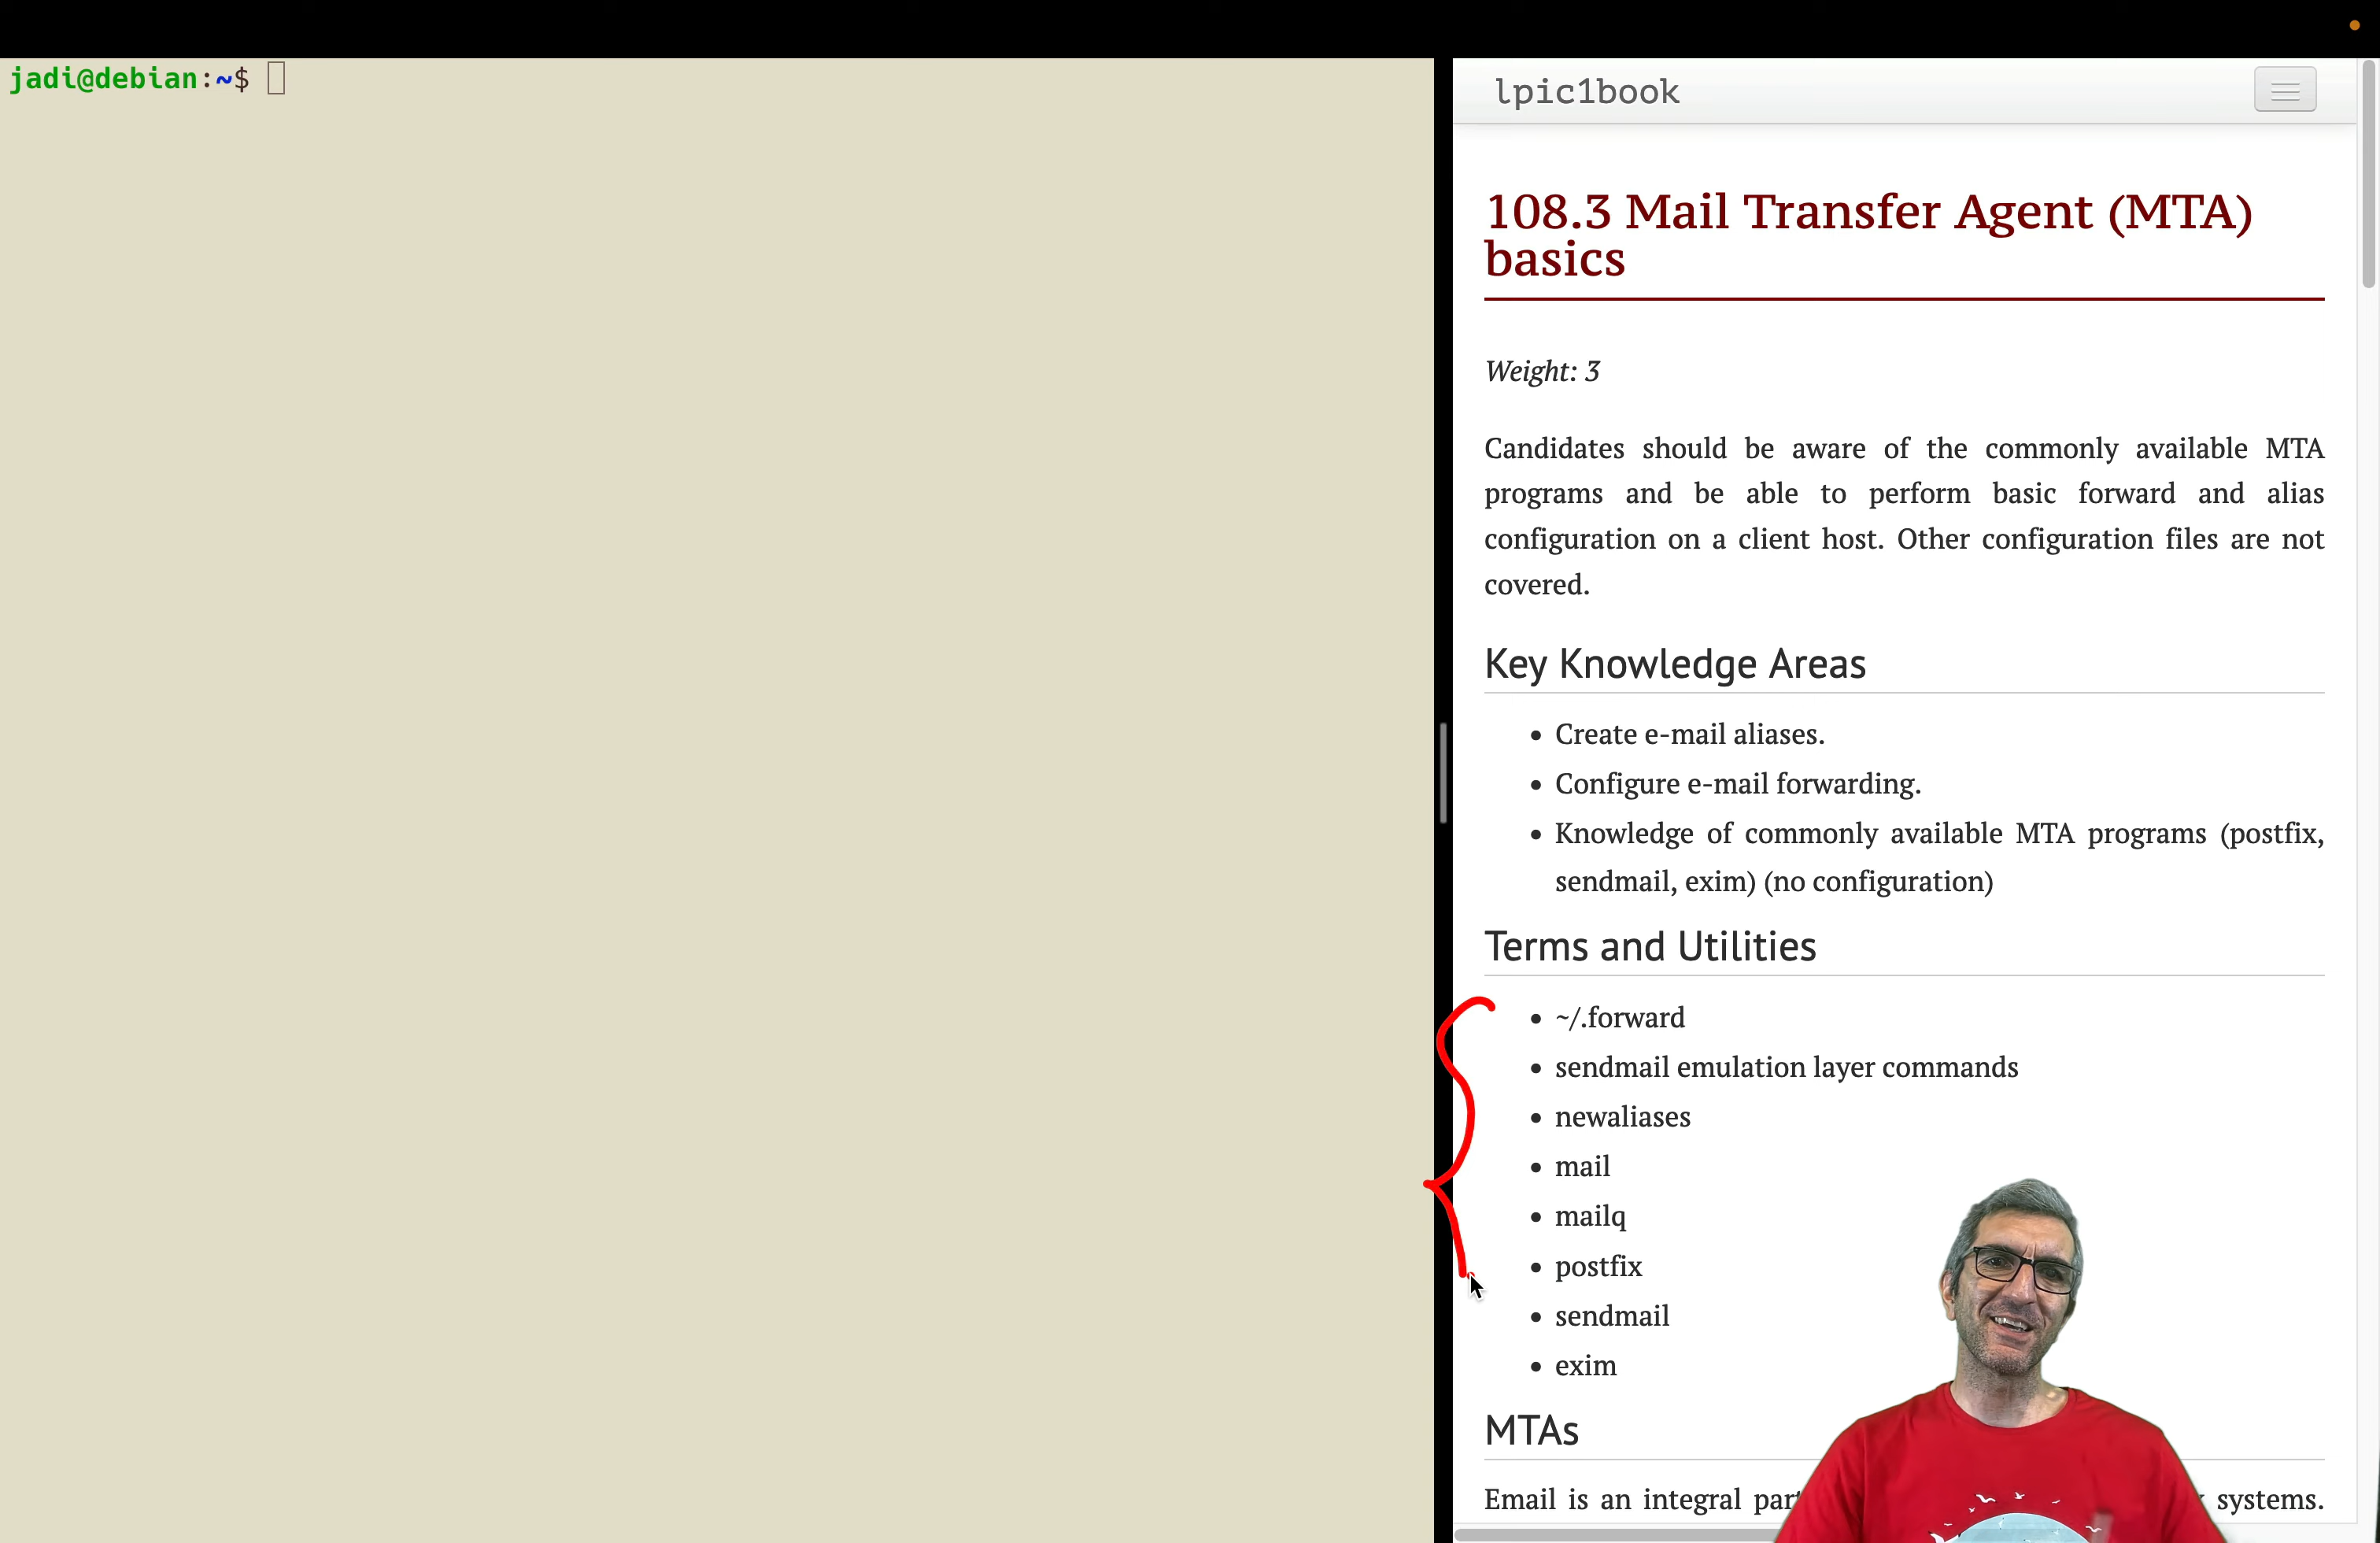 jadi@debian:~$
lpic1book
108.3 Mail Transfer Agent (MTA)
basics
Weight: 3
Candidates should be aware of the commonly available MTA
programs and be able to perform basic forward and alias
configuration on a client host. Other configuration files are not
covered.
Key Knowledge Areas
• Create e-mail aliases.
• Configure e-mail forwarding.
• Knowledge of commonly available MTA programs (postfix,
sendmail, exim) (no configuration)
Terms and Utilities
• ~/.forward
• sendmail emulation layer commands
• newaliases
• mail
• mailq
• postfix
• sendmail
• exim
MTAs
Email is an integral systems.